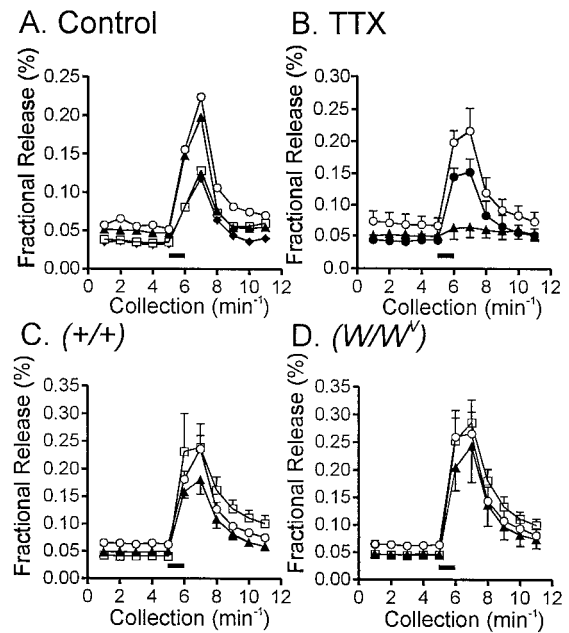 A. Control
Fractional Release (%)
0.25
0.20
0.15
0.10
0.05
0.00
0 2 4 6 8 10 12
Collection (min-1)
B. TTX
Fractional Release (%)
0.30
0.25
0.20
0.15
0.10
0.05
0.00
0 2 4 6 8 10 12
Collection (min-1)
C. (+/+)
Fractional Release (%)
0.35
0.30
0.25
0.20
0.15
0.10
0.05
0.00
0 2 4 6 8 10 12
Collection (min-1)
D. (W/WV)
Fractional Release (%)
0.35
0.30
0.25
0.20
0.15
0.10
0.05
0.00
0 2 4 6 8 10 12
Collection (min-1)